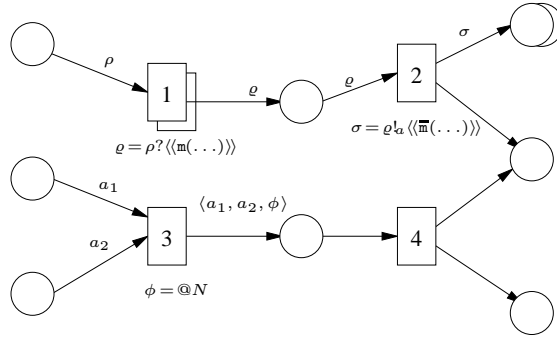 ρ
1
ϱ
ϱ
2
σ
ϱ = ρ?⟨⟨m(...)⟩⟩
σ = ϱ!ₐ⟨⟨m̅(...)⟩⟩
a₁
a₂
3
⟨a₁, a₂, ϕ⟩
4
ϕ = @N